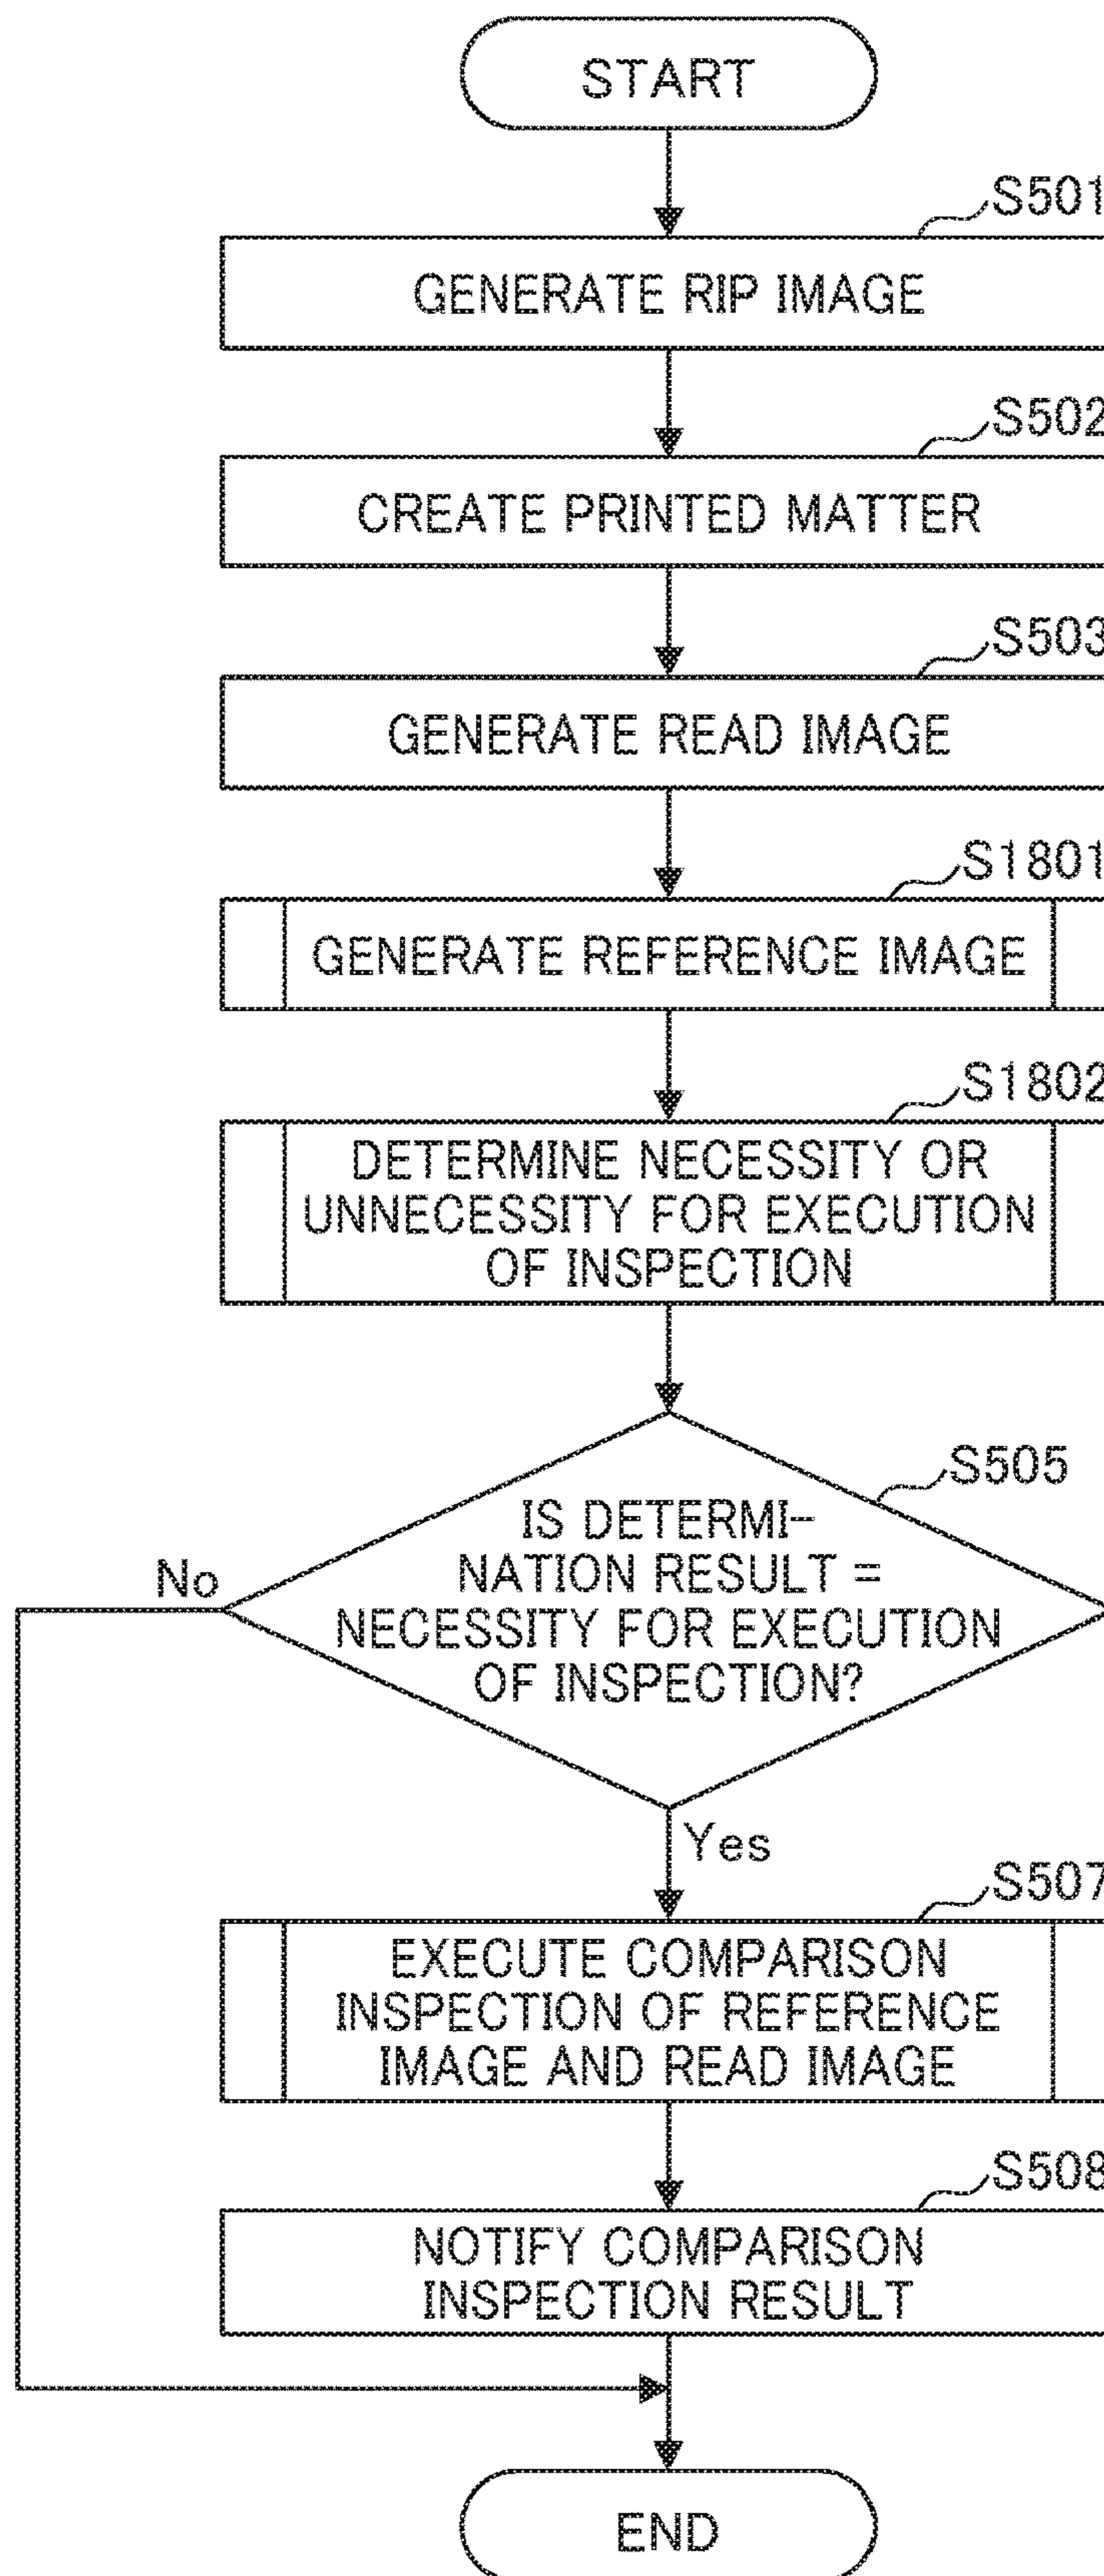 START
S501
GENERATE RIP IMAGE
S502
CREATE PRINTED MATTER
S503
GENERATE READ IMAGE
S1801
GENERATE REFERENCE IMAGE
S1802
DETERMINE NECESSITY OR
UNNECESSITY FOR EXECUTION
OF INSPECTION
S505
IS DETERMI-
NATION RESULT =
NECESSITY FOR EXECUTION
OF INSPECTION?
No
Yes
S507
EXECUTE COMPARISON
INSPECTION OF REFERENCE
IMAGE AND READ IMAGE
S508
NOTIFY COMPARISON
INSPECTION RESULT
END